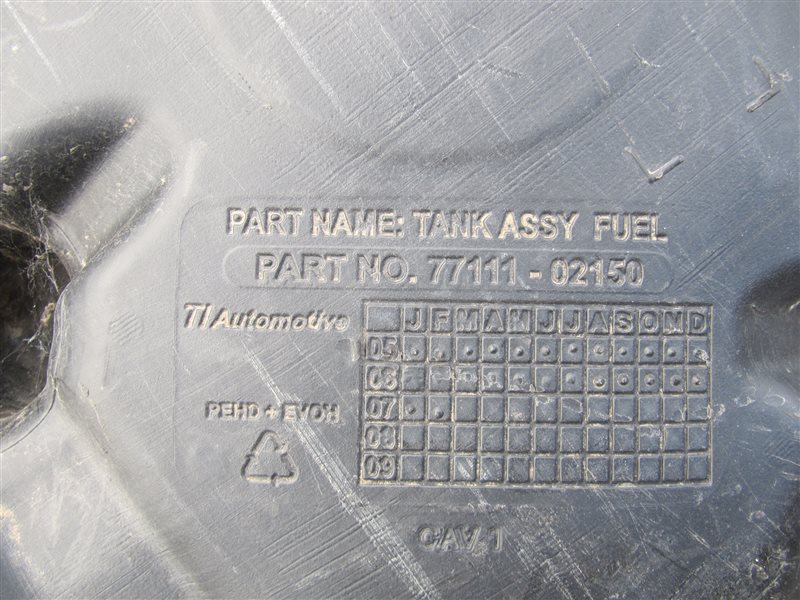 PART NAME: TANK ASSY FUEL
PART NO. 77111 - 02150
TI Automotive
J F M A M J J A S O N D
05
06
07
08
09
PEHD + EVOH
CAV.1